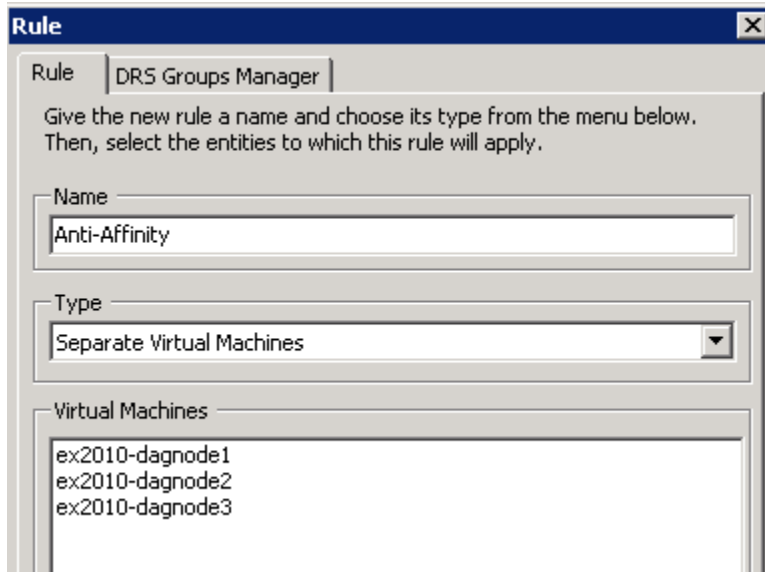 Rule
Rule
DRS Groups Manager
Give the new rule a name and choose its type from the menu below.
Then, select the entities to which this rule will apply.
Name
Anti-Affinity
Type
Separate Virtual Machines
Virtual Machines
ex2010-dagnode1
ex2010-dagnode2
ex2010-dagnode3